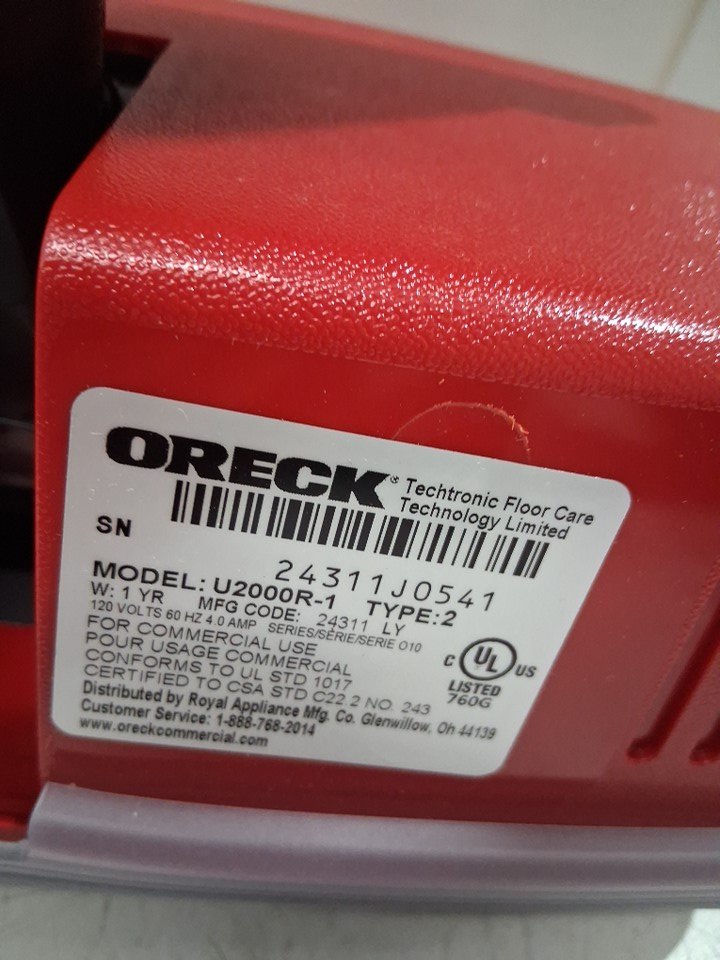 ORECK® Techtronic Floor Care
Technology Limited
SN
24311J0541
MODEL: U2000R-1 TYPE:2
W: 1 YR MFG CODE: 24311 LY
120 VOLTS 60 HZ 4.0 AMP SERIES/SÉRIE/SERIE 010
FOR COMMERCIAL USE
POUR USAGE COMMERCIAL
CONFORMS TO UL STD 1017
CERTIFIED TO CSA STD C22.2 NO. 243
C UL US
LISTED
760G
Distributed by Royal Appliance Mfg. Co. Glenwillow, Oh 44139
Customer Service: 1-888-768-2014
www.oreckcommercial.com